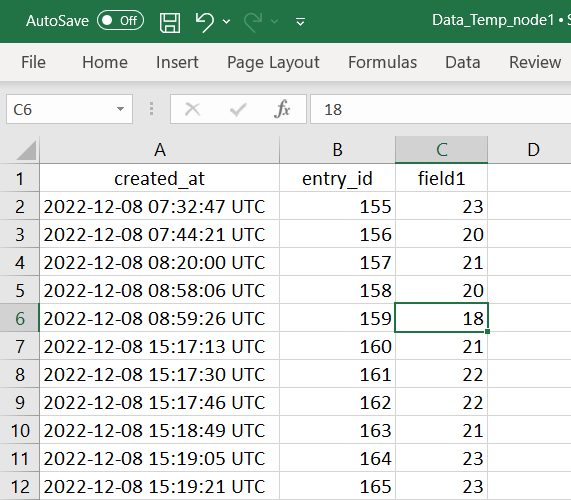 AutoSave Off Data_Temp_node1 •
File Home Insert Page Layout Formulas Data Review
C6 fx 18
A B C D
1 created_at entry_id field1
2 2022-12-08 07:32:47 UTC 155 23
3 2022-12-08 07:44:21 UTC 156 20
4 2022-12-08 08:20:00 UTC 157 21
5 2022-12-08 08:58:06 UTC 158 20
6 2022-12-08 08:59:26 UTC 159 18
7 2022-12-08 15:17:13 UTC 160 21
8 2022-12-08 15:17:30 UTC 161 22
9 2022-12-08 15:17:46 UTC 162 22
10 2022-12-08 15:18:49 UTC 163 21
11 2022-12-08 15:19:05 UTC 164 23
12 2022-12-08 15:19:21 UTC 165 23